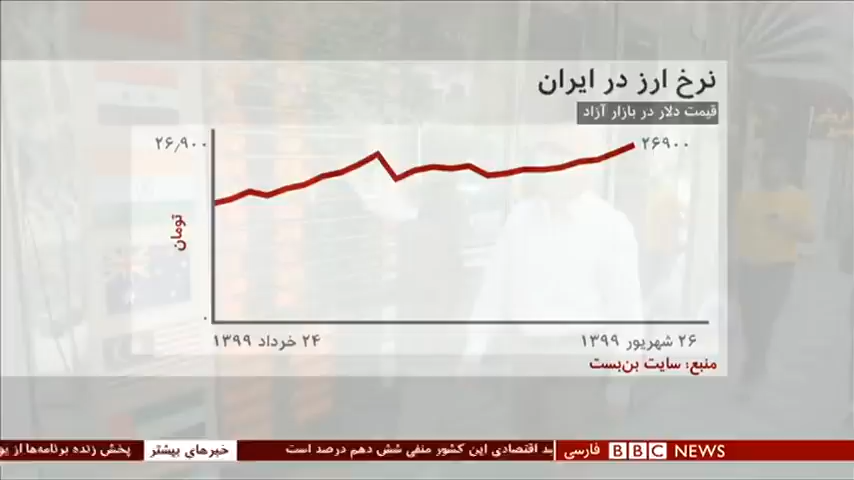 نرخ ارز در ایران
قیمت دلار در بازار آزاد
۲۶٫۹۰۰
۲۶۹۰۰
تومان
۰
۲۴ خرداد ۱۳۹۹
۲۶ شهریور ۱۳۹۹
منبع: سایت بن‌بست
BBC NEWS فارسی
د اقتصادی این کشور منفی شش دهم درصد است
خبرهای بیشتر
پخش زنده برنامه‌ها از